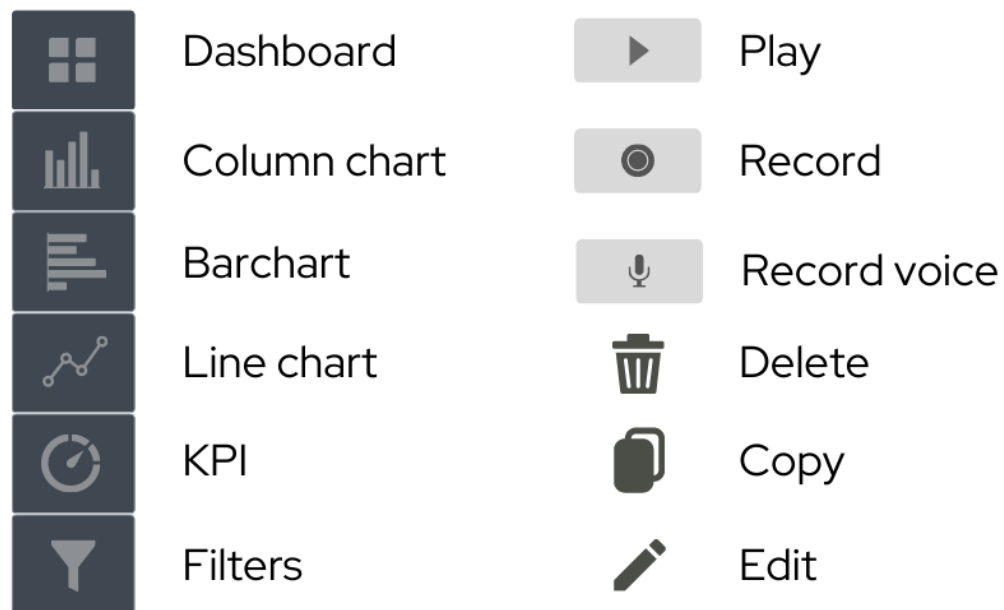 Dashboard
Column chart
Barchart
Line chart
KPI
Filters
Play
Record
Record voice
Delete
Copy
Edit